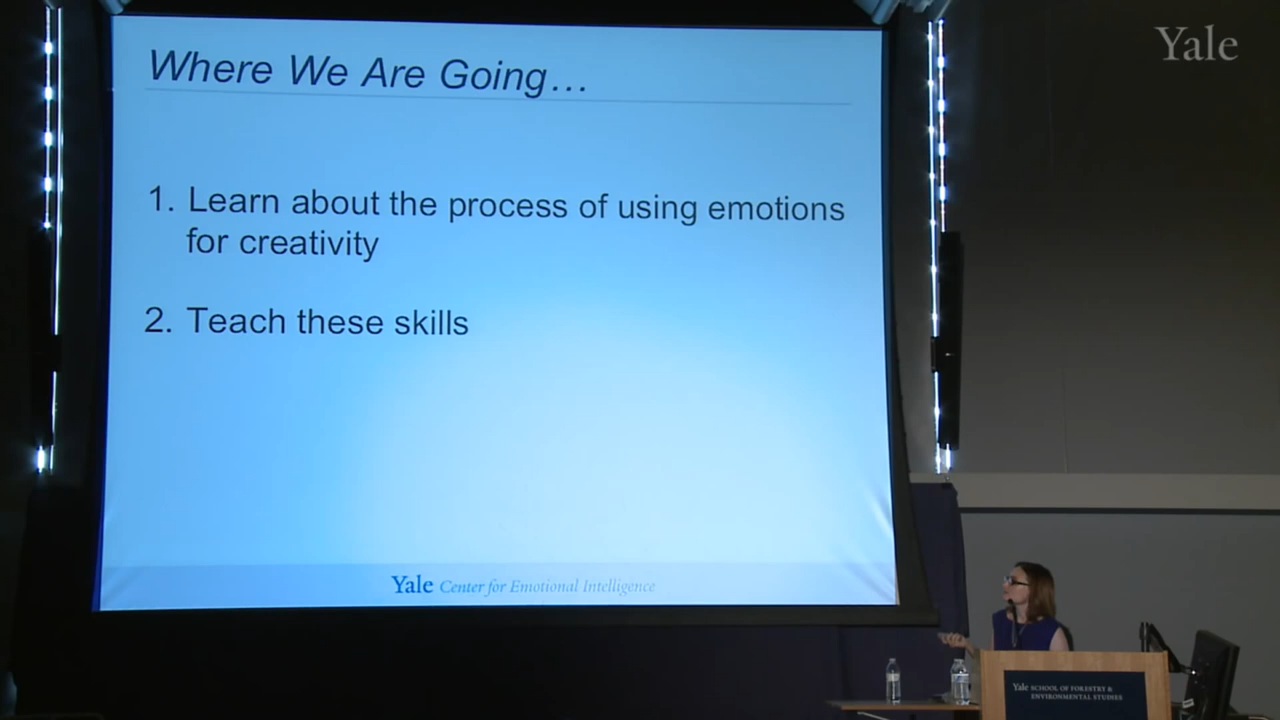 Yale
Where We Are Going...
1. Learn about the process of using emotions
for creativity
2. Teach these skills
Yale Center for Emotional Intelligence
Yale SCHOOL OF FORESTRY &
ENVIRONMENTAL STUDIES